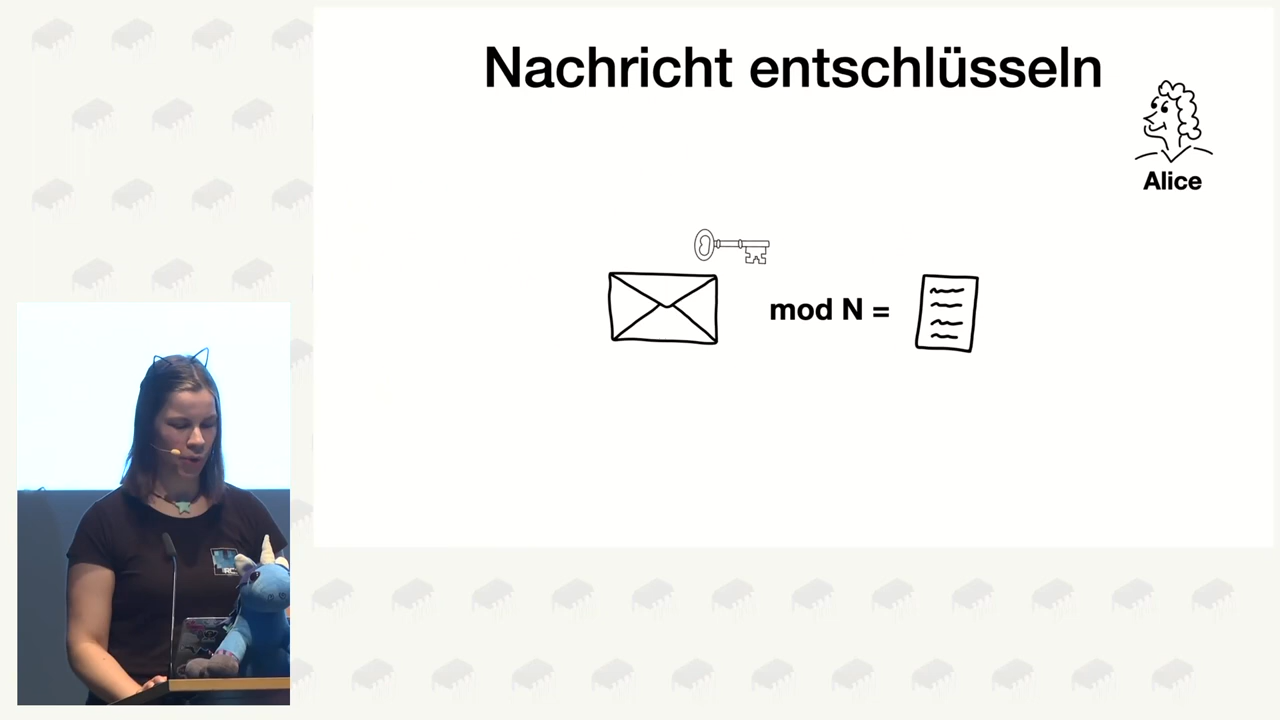 Nachricht entschlüsseln
Alice
mod N =